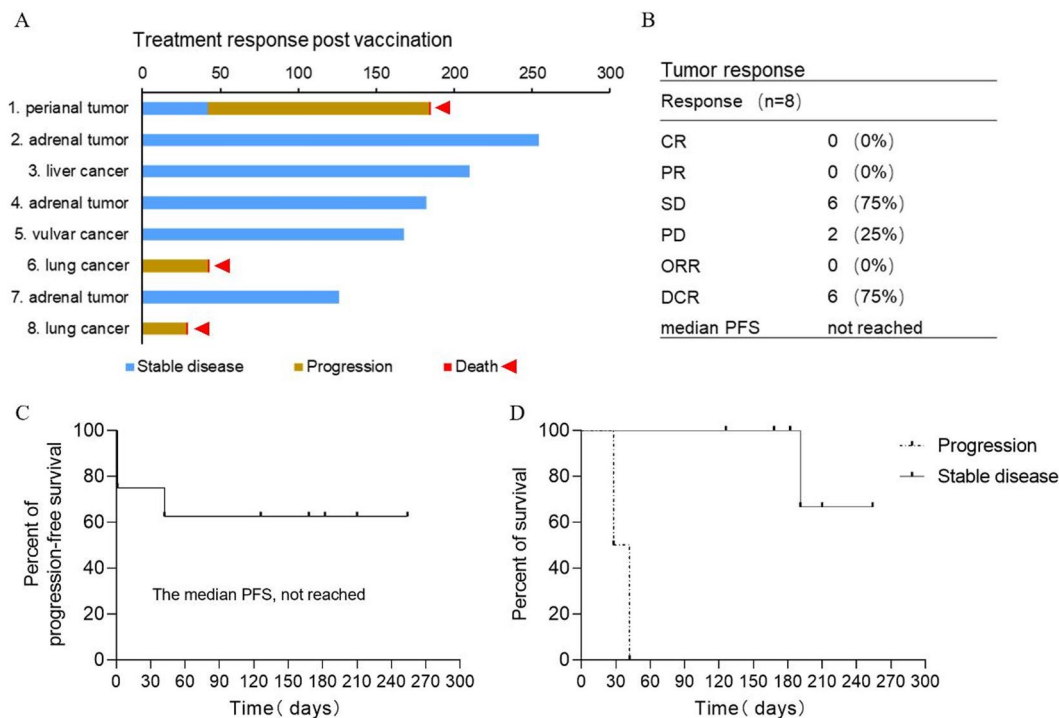 A
Treatment response post vaccination
0 50 100 150 200 250 300
1. perianal tumor
2. adrenal tumor
3. liver cancer
4. adrenal tumor
5. vulvar cancer
6. lung cancer
7. adrenal tumor
8. lung cancer
Stable disease Progression Death
B
Tumor response
Response (n=8)
CR 0 (0%)
PR 0 (0%)
SD 6 (75%)
PD 2 (25%)
ORR 0 (0%)
DCR 6 (75%)
median PFS not reached
C
Percent of
progression-free survival
100
80
60
40
20
0
The median PFS, not reached
0 30 60 90 120 150 180 210 240 270 300
Time( days)
D
Percent of survival
100
80
60
40
20
0
0 30 60 90 120 150 180 210 240 270 300
Time( days)
Progression
Stable disease